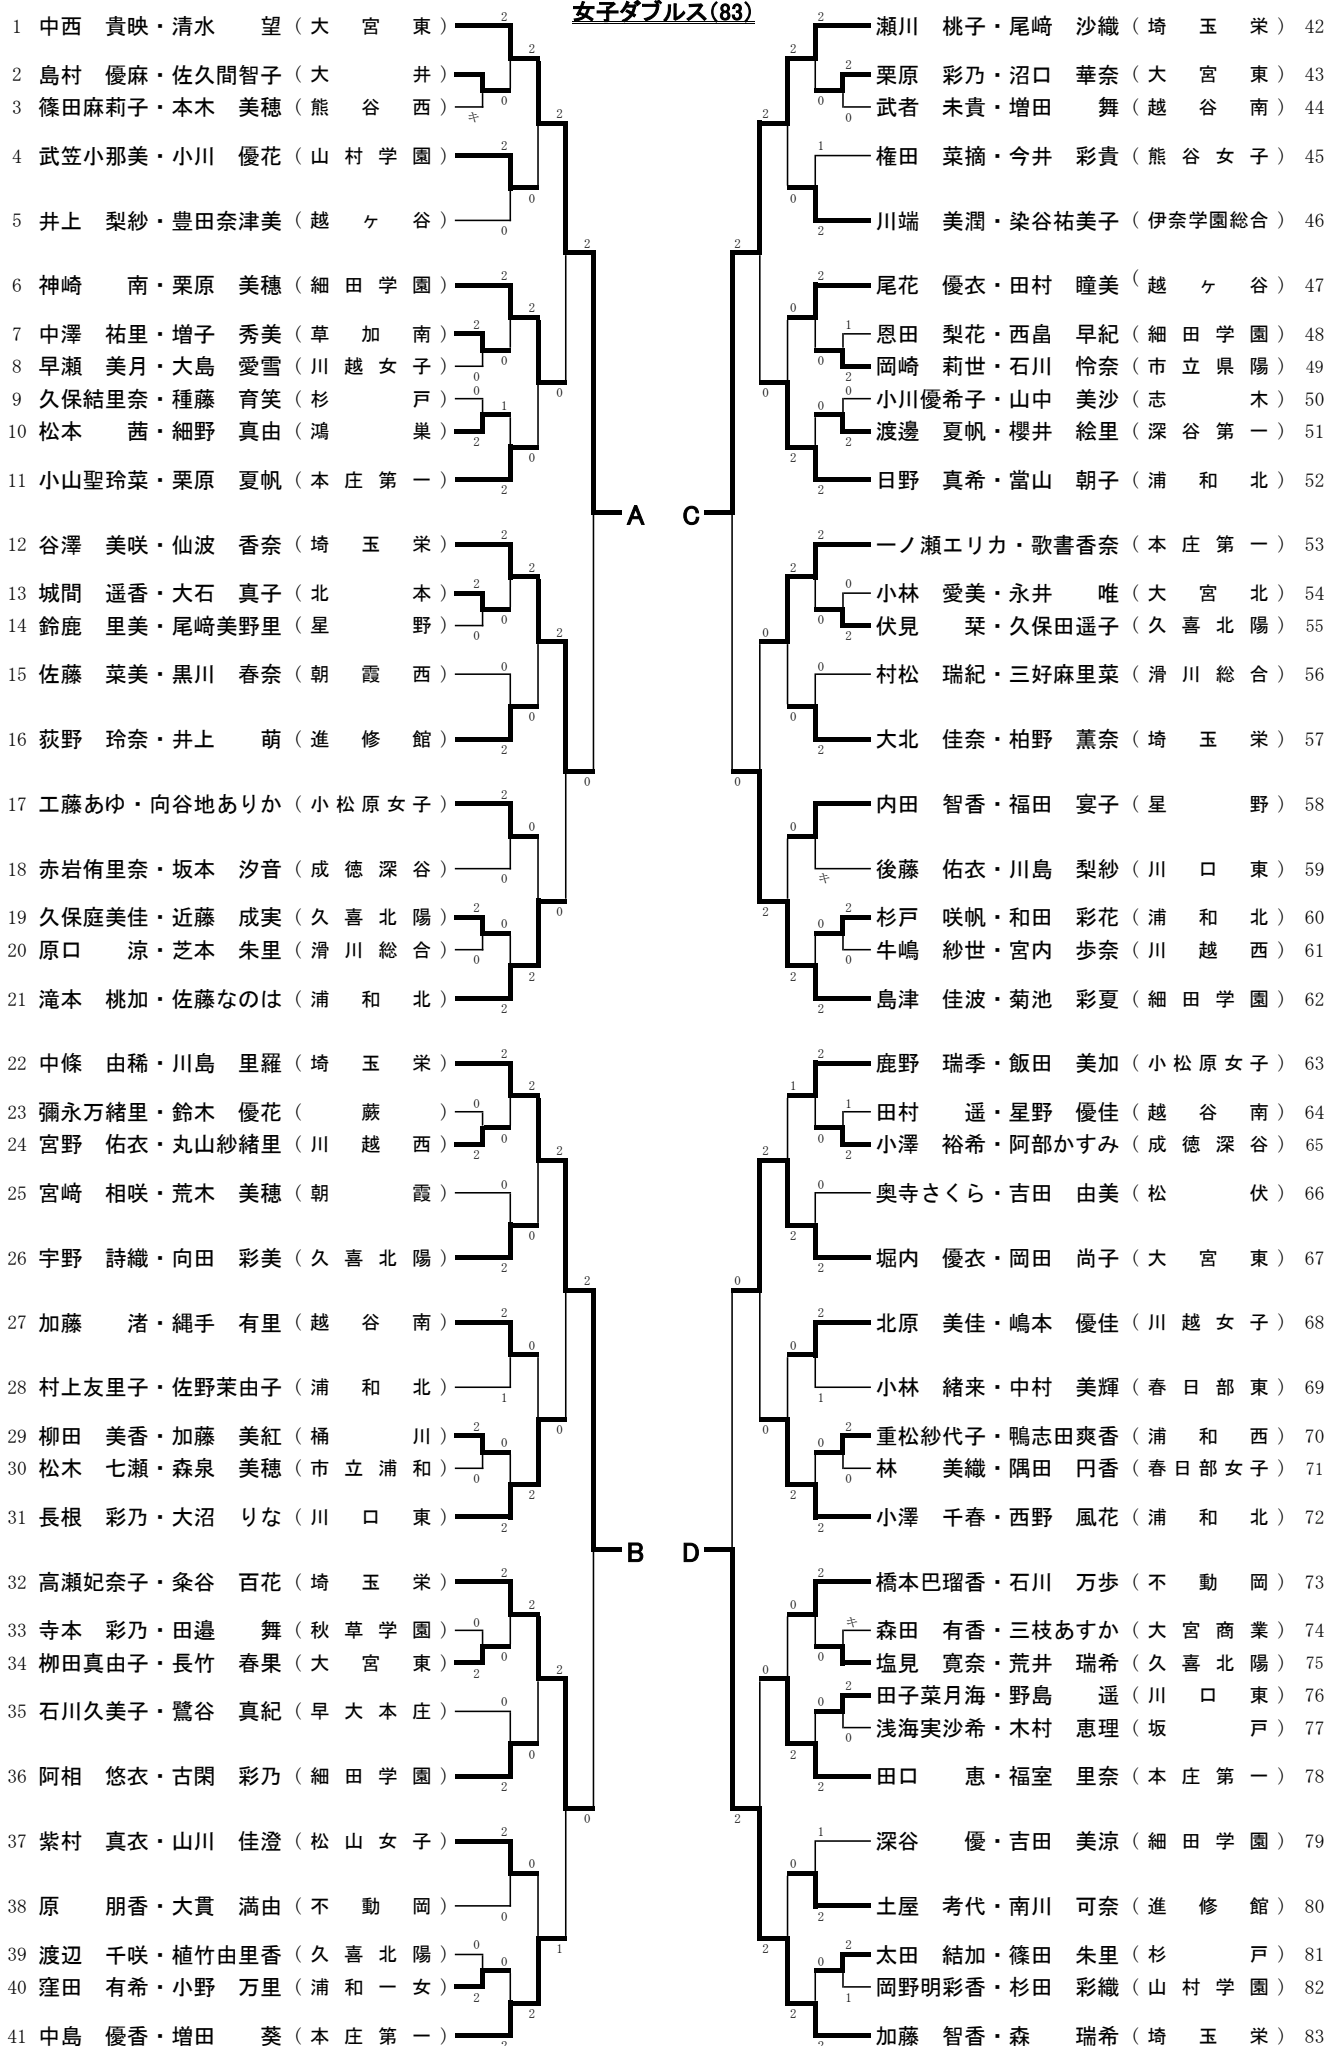 女子ダブルス(83)
1 中西 貴映・清水 望 (大宮東)
2 島村 優麻・佐久間智子 (大井)
3 篠田麻莉子・本木 美穂 (熊谷西)
4 武笠小那美・小川 優花 (山村学園)
5 井上 梨紗・豊田奈津美 (越ヶ谷)
6 神崎 南・栗原 美穗 (細田学園)
7 中澤 祐里・増子 秀美 (草加南)
8 早瀬 美月・大島 愛雪 (川越女子)
9 久保結里奈・種藤 育笑 (杉戸)
10 松本 茜・細野 真由 (鴻巣)
11 小山聖玲菜・栗原 夏帆 (本庄第一)
12 谷澤 美咲・仙波 香奈 (埼玉栄)
13 城間 遥香・大石 真子 (北本)
14 鈴鹿 里美・尾﨑美野里 (星野)
15 佐藤 菜美・黒川 春奈 (朝霞西)
16 荻野 玲奈・井上 萌 (進修館)
17 工藤あゆ・向谷地ありか (小松原女子)
18 赤岩侑里奈・坂本 汐音 (成徳深谷)
19 久保庭美佳・近藤 成実 (久喜北陽)
20 原口 涼・芝本 朱里 (滑川総合)
21 滝本 桃加・佐藤なのは (浦和北)
22 中條 由稀・川島 里羅 (埼玉栄)
23 彌永万緒里・鈴木 優花 (蕨)
24 宮野 佑衣・丸山紗緒里 (川越西)
25 宮﨑 相咲・荒木 美穂 (朝霞)
26 宇野 詩織・向田 彩美 (久喜北陽)
27 加藤 渚・縄手 有里 (越谷南)
28 村上友里子・佐野茉由子 (浦和北)
29 柳田 美香・加藤 美紅 (桶川)
30 松木 七瀬・森泉 美穂 (市立浦和)
31 長根 彩乃・大沼 りな (川口東)
32 高瀬妃奈子・粂谷 百花 (埼玉栄)
33 寺本 彩乃・田邉 舞 (秋草学園)
34 柳田真由子・長竹 春果 (大宮東)
35 石川久美子・鷺谷 真紀 (早大本庄)
36 阿相 悠衣・古閑 彩乃 (細田学園)
37 紫村 真衣・山川 佳澄 (松山女子)
38 原 朋香・大貫 満由 (不動岡)
39 渡辺 千咲・植竹由里香 (久喜北陽)
40 窪田 有希・小野 万里 (浦和一女)
41 中島 優香・増田 葵 (本庄第一)
A
B
C
D
瀬川 桃子・尾﨑 沙織 (埼玉栄) 42
栗原 彩乃・沼口 華奈 (大宮東) 43
武者 未貴・増田 舞 (越谷南) 44
権田 菜摘・今井 彩貴 (熊谷女子) 45
川端 美潤・染谷祐美子 (伊奈学園総合) 46
尾花 優衣・田村 瞳美 (越ヶ谷) 47
恩田 梨花・西畠 早紀 (細田学園) 48
岡崎 莉世・石川 怜奈 (市立県陽) 49
小川優希子・山中 美沙 (志木) 50
渡邊 夏帆・櫻井 絵里 (深谷第一) 51
日野 真希・當山 朝子 (浦和北) 52
一ノ瀬エリカ・歌書香奈 (本庄第一) 53
小林 愛美・永井 唯 (大宮北) 54
伏見 栞・久保田遥子 (久喜北陽) 55
村松 瑞紀・三好麻里菜 (滑川総合) 56
大北 佳奈・柏野 薫奈 (埼玉栄) 57
内田 智香・福田 宴子 (星野) 58
後藤 佑衣・川島 梨紗 (川口東) 59
杉戸 咲帆・和田 彩花 (浦和北) 60
牛嶋 紗世・宮内 歩奈 (川越西) 61
島津 佳波・菊池 彩夏 (細田学園) 62
鹿野 瑞季・飯田 美加 (小松原女子) 63
田村 遥・星野 優佳 (越谷南) 64
小澤 裕希・阿部かすみ (成徳深谷) 65
奥寺さくら・吉田 由美 (松伏) 66
堀内 優衣・岡田 尚子 (大宮東) 67
北原 美佳・嶋本 優佳 (川越女子) 68
小林 緒来・中村 美輝 (春日部東) 69
重松紗代子・鴨志田爽香 (浦和西) 70
林 美織・隅田 円香 (春日部女子) 71
小澤 千春・西野 風花 (浦和北) 72
橋本巴瑠香・石川 万歩 (不動岡) 73
森田 有香・三枝あすか (大宮商業) 74
塩見 寛奈・荒井 瑞希 (久喜北陽) 75
田子菜月海・野島 遥 (川口東) 76
浅海実沙希・木村 恵理 (坂戸) 77
田口 恵・福室 里奈 (本庄第一) 78
深谷 優・吉田 美涼 (細田学園) 79
土屋 考代・南川 可奈 (進修館) 80
太田 結加・篠田 朱里 (杉戸) 81
岡野明彩香・杉田 彩織 (山村学園) 82
加藤 智香・森 瑞希 (埼玉栄) 83